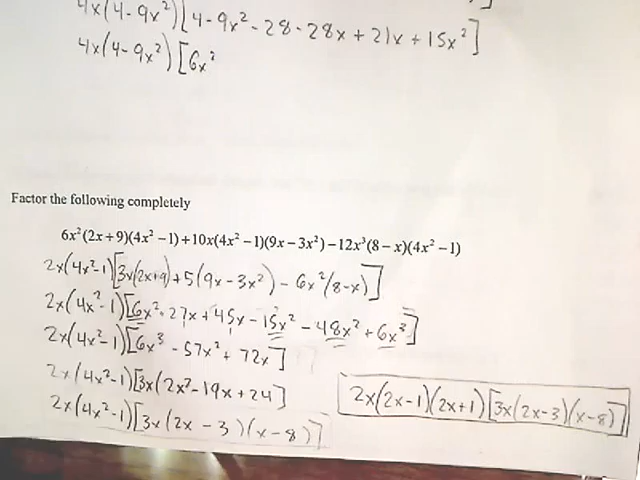 4x(4-9x²)[4-9x²-28-28x+21x+15x²]
4x(4-9x²)[6x²
Factor the following completely
6x²(2x+9)(4x²−1)+10x(4x²−1)(9x−3x²)−12x³(8−x)(4x²−1)
2x(4x²-1)[3x(2x+9)+5(9x-3x²)-6x²(8-x)]
2x(4x²-1)[6x²+27x+45x-15x²-48x²+6x³]
2x(4x²-1)[6x³-57x²+72x]
2x(4x²-1)[3x(2x²-19x+24]
2x(4x²-1)[3x(2x-3)(x-8)]
2x(2x-1)(2x+1)[3x(2x-3)(x-8)]